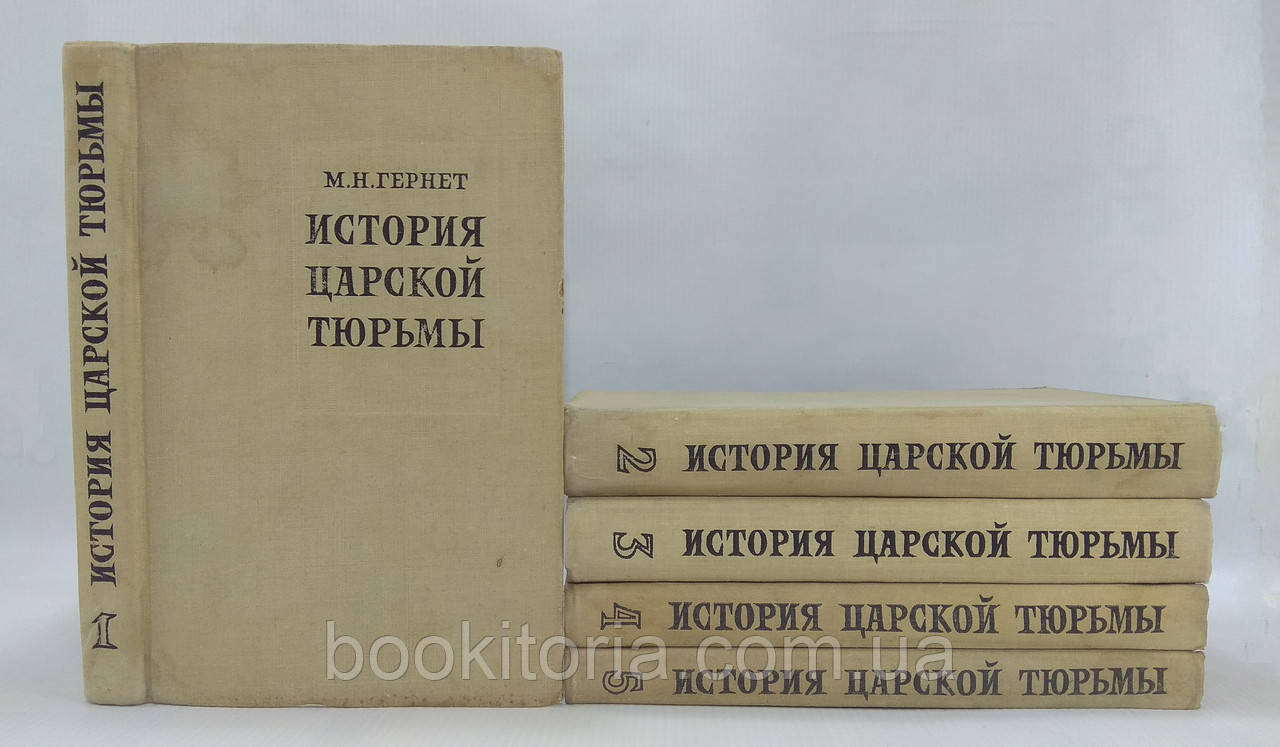 1 ИСТОРИЯ ЦАРСКОЙ ТЮРЬМЫ
М.Н.ГЕРНЕТ
ИСТОРИЯ
ЦАРСКОЙ
ТЮРЬМЫ
2 ИСТОРИЯ ЦАРСКОЙ ТЮРЬМЫ
3 ИСТОРИЯ ЦАРСКОЙ ТЮРЬМЫ
4 ИСТОРИЯ ЦАРСКОЙ ТЮРЬМЫ
5 ИСТОРИЯ ЦАРСКОЙ ТЮРЬМЫ
bookitoria.com.ua